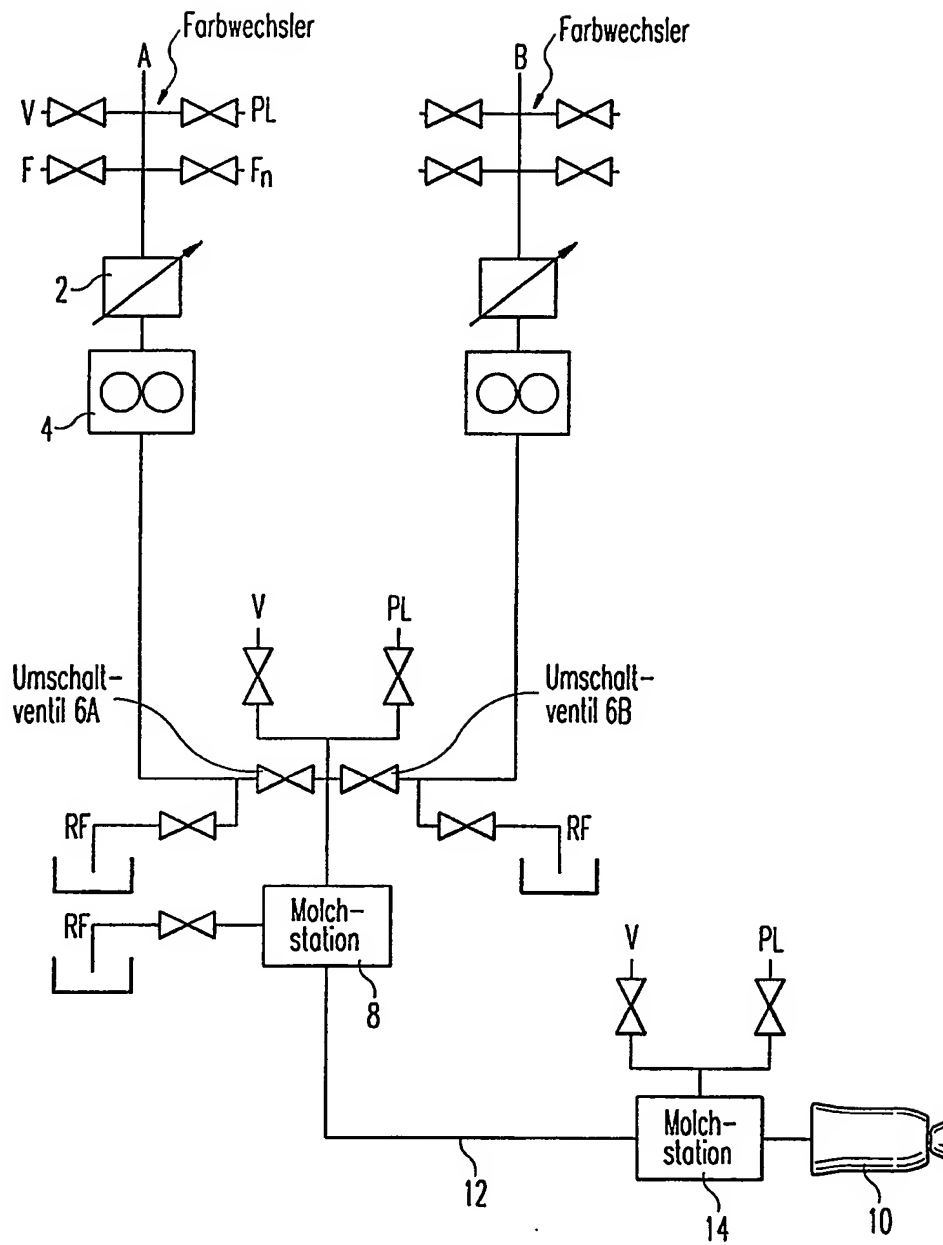 Farbwechsler
Farbwechsler
A
B
V
PL
F
Fn
2
4
V
PL
Umschalt-
ventil 6A
Umschalt-
ventil 6B
RF
RF
RF
Molch-
station
8
V
PL
Molch-
station
12
14
10